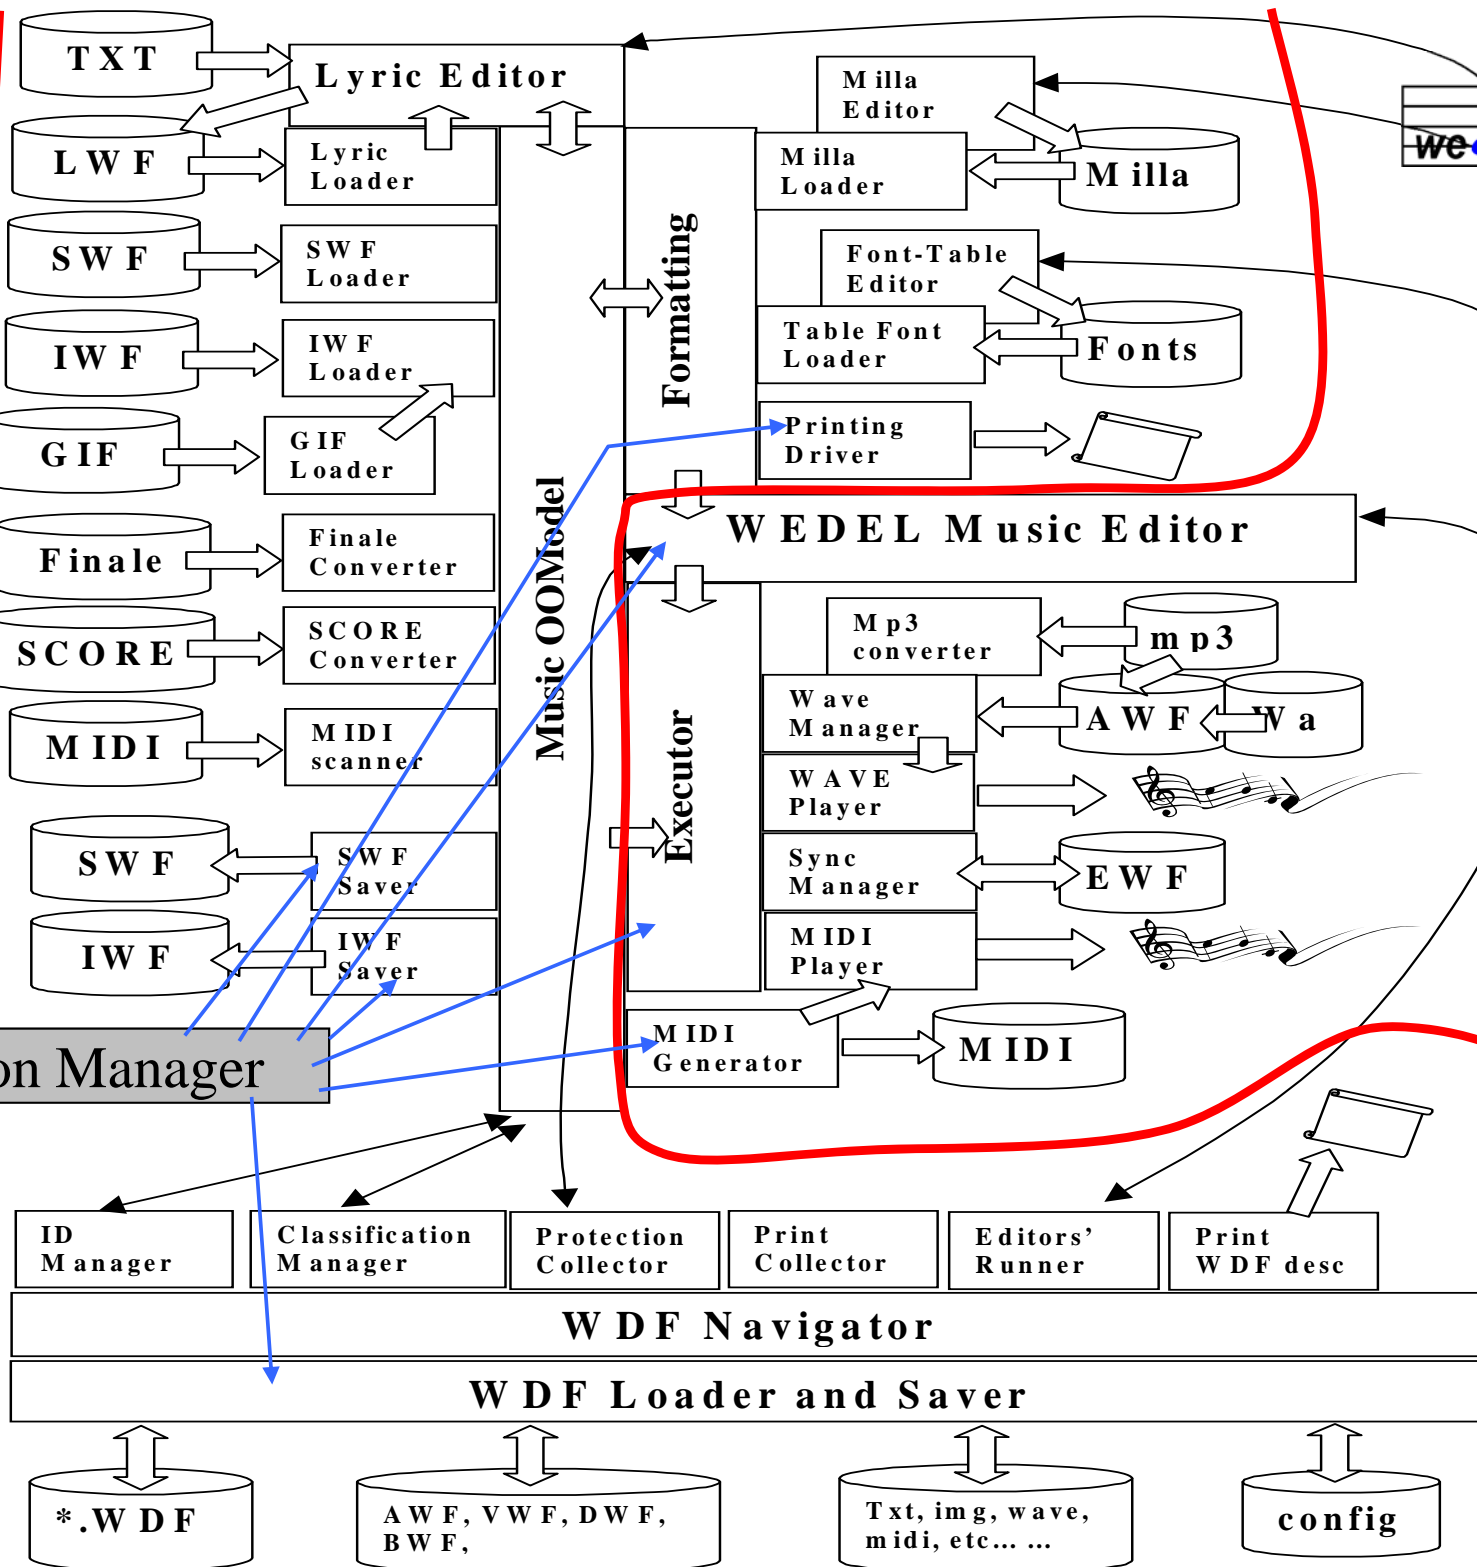 TXT
Lyric Editor
LWF
Lyric
Loader
SWF
SWF
Loader
IWF
IWF
Loader
GIF
GIF
Loader
Finale
Finale
Converter
SCORE
SCORE
Converter
MIDI
MIDI
scanner
SWF
SWF
Saver
IWF
IWF
Saver
on Manager
Music OOModel
Formatting
Milla
Editor
Milla
Loader
Milla
we
Font-Table
Editor
Table Font
Loader
Fonts
Printing
Driver
WEDEL Music Editor
Executor
Mp3
converter
mp3
Wave
Manager
AWF
Wa
WAVE
Player
Sync
Manager
EWF
MIDI
Player
MIDI
Generator
MIDI
ID
Manager
Classification
Manager
Protection
Collector
Print
Collector
Editors’
Runner
Print
WDF desc
WDF Navigator
WDF Loader and Saver
*.WDF
AWF, VWF, DWF,
BWF,
Txt, img, wave,
midi, etc... ...
config